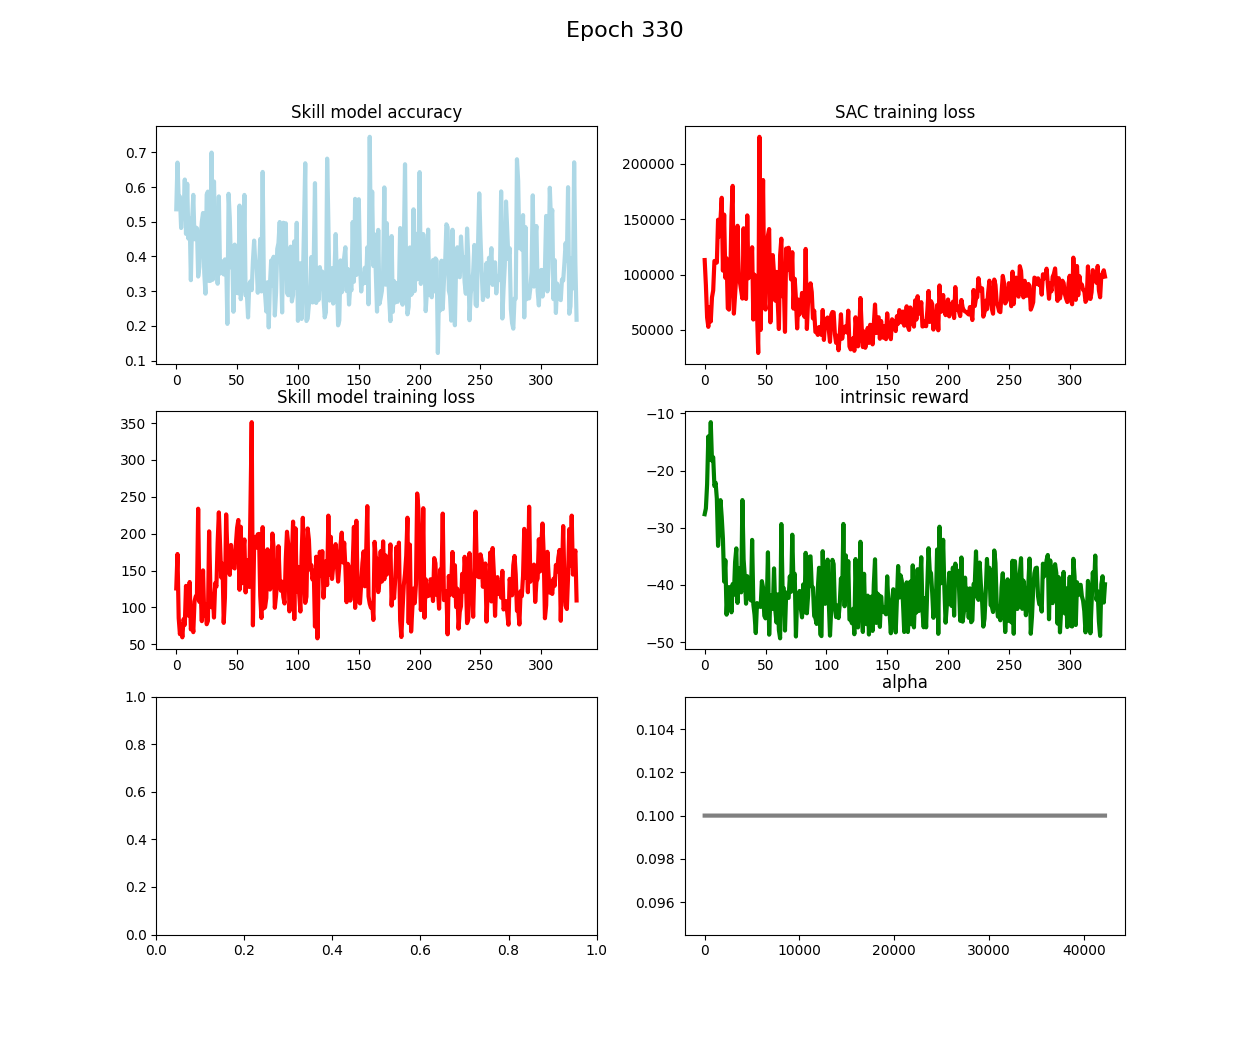 Epoch 330
Skill model accuracy
0.7
0.6
0.5
0.4
0.3
0.2
0.1
0 50 100 150 200 250 300
SAC training loss
200000
150000
100000
50000
0 50 100 150 200 250 300
Skill model training loss
350
300
250
200
150
100
50
0 50 100 150 200 250 300
intrinsic reward
−10
−20
−30
−40
−50
0 50 100 150 200 250 300
1.0
0.8
0.6
0.4
0.2
0.0
0.0 0.2 0.4 0.6 0.8 1.0
alpha
0.104
0.102
0.100
0.098
0.096
0 10000 20000 30000 40000